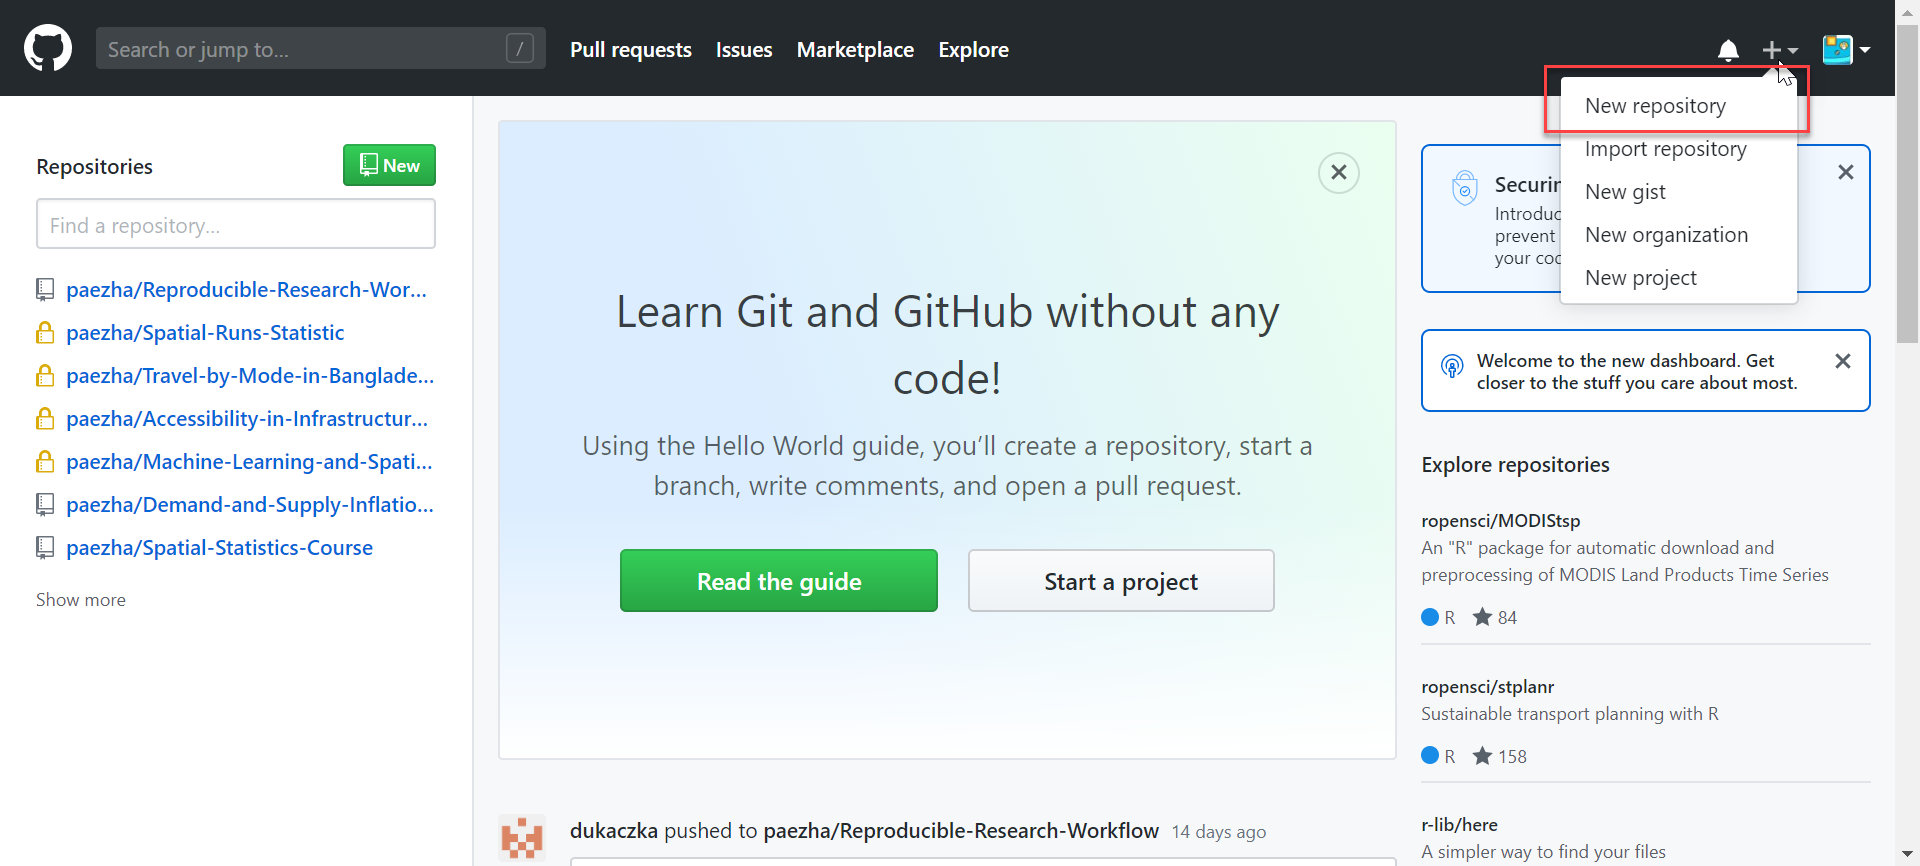 Search or jump to...
/
Pull requests
Issues
Marketplace
Explore
New repository
Import repository
New gist
New organization
New project
Repositories
New
Find a repository...
paezha/Reproducible-Research-Wor...
paezha/Spatial-Runs-Statistic
paezha/Travel-by-Mode-in-Banglade...
paezha/Accessibility-in-Infrastructur...
paezha/Machine-Learning-and-Spati...
paezha/Demand-and-Supply-Inflatio...
paezha/Spatial-Statistics-Course
Show more
Learn Git and GitHub without any
code!
Using the Hello World guide, you’ll create a repository, start a
branch, write comments, and open a pull request.
Read the guide
Start a project
dukaczka pushed to paezha/Reproducible-Research-Workflow 14 days ago
Securin
Introduc
prevent
your coc
Welcome to the new dashboard. Get
closer to the stuff you care about most.
Explore repositories
ropensci/MODIStsp
An "R" package for automatic download and
preprocessing of MODIS Land Products Time Series
R 84
ropensci/stplanr
Sustainable transport planning with R
R 158
r-lib/here
A simpler way to find your files